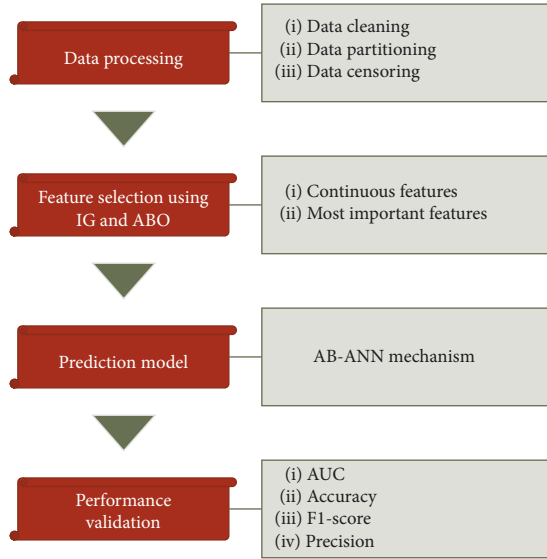 Data processing
(i) Data cleaning
(ii) Data partitioning
(iii) Data censoring
Feature selection using
IG and ABO
(i) Continuous features
(ii) Most important features
Prediction model
AB-ANN mechanism
Performance
validation
(i) AUC
(ii) Accuracy
(iii) F1-score
(iv) Precision